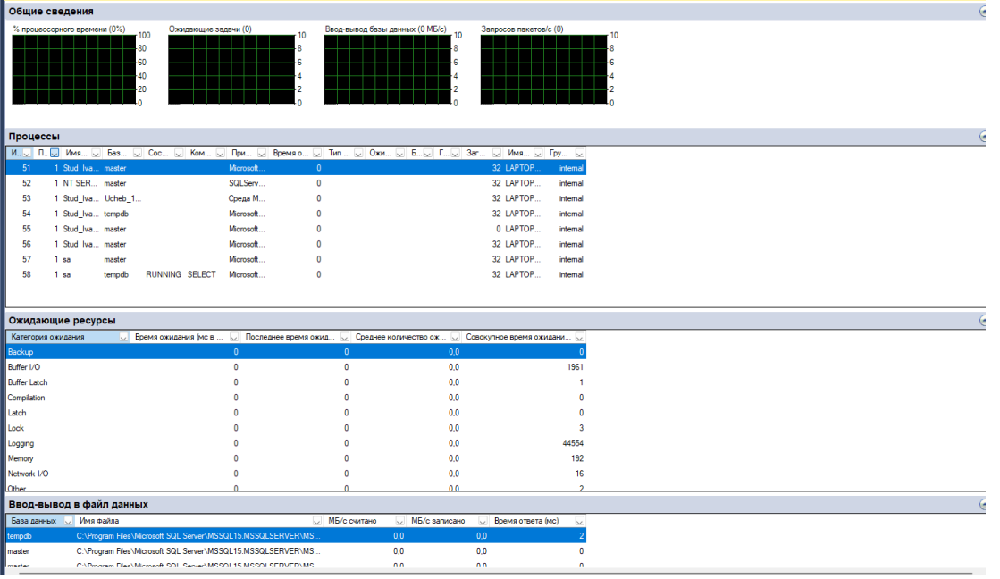 Общие сведения
% процессорного времени (0%) Ожидающие задачи (0) Ввод-вывод базы данных (0 МБ/с) Запросов пакетов/с (0)
100 10 10 10
80 8 8 8
60 6 6 6
40 4 4 4
20 2 2 2
0 0 0 0
Процессы
И... П... Имя... Баз... Сос... Ком... При... Время о... Тип ... Ожи... Б... Г... Заг... Имя... Гру...
51 1 Stud_Iva... master Microsoft... 0 32 LAPTOP... internal
52 1 NT SER... master SQLServ... 0 32 LAPTOP... internal
53 1 Stud_Iva... Ucheb_1... Среда М... 0 32 LAPTOP... internal
54 1 Stud_Iva... tempdb Microsoft... 0 32 LAPTOP... internal
55 1 Stud_Iva... master Microsoft... 0 0 LAPTOP... internal
56 1 Stud_Iva... master Microsoft... 0 32 LAPTOP... internal
57 1 sa master Microsoft... 0 32 LAPTOP... internal
58 1 sa tempdb RUNNING SELECT Microsoft... 0 32 LAPTOP... internal
Ожидающие ресурсы
Категория ожидания Время ожидания (мс в ... Последнее время ожид... Среднее количество ож... Совокупное время ожидани...
Backup 0 0 0,0 0
Buffer I/O 0 0 0,0 1961
Buffer Latch 0 0 0,0 1
Compilation 0 0 0,0 0
Latch 0 0 0,0 0
Lock 0 0 0,0 3
Logging 0 0 0,0 44554
Memory 0 0 0,0 192
Network I/O 0 0 0,0 16
Other 0 0 0,0 2
Ввод-вывод в файл данных
База данных Имя файла МБ/с считано МБ/с записано Время ответа (мс)
tempdb C:\Program Files\Microsoft SQL Server\MSSQL15.MSSQLSERVER\MS... 0,0 0,0 2
master C:\Program Files\Microsoft SQL Server\MSSQL15.MSSQLSERVER\MS... 0,0 0,0 0
master C:\Program Files\Microsoft SQL Server\MSSQL15.MSSQLSERVER\MS... 0,0 0,0 0